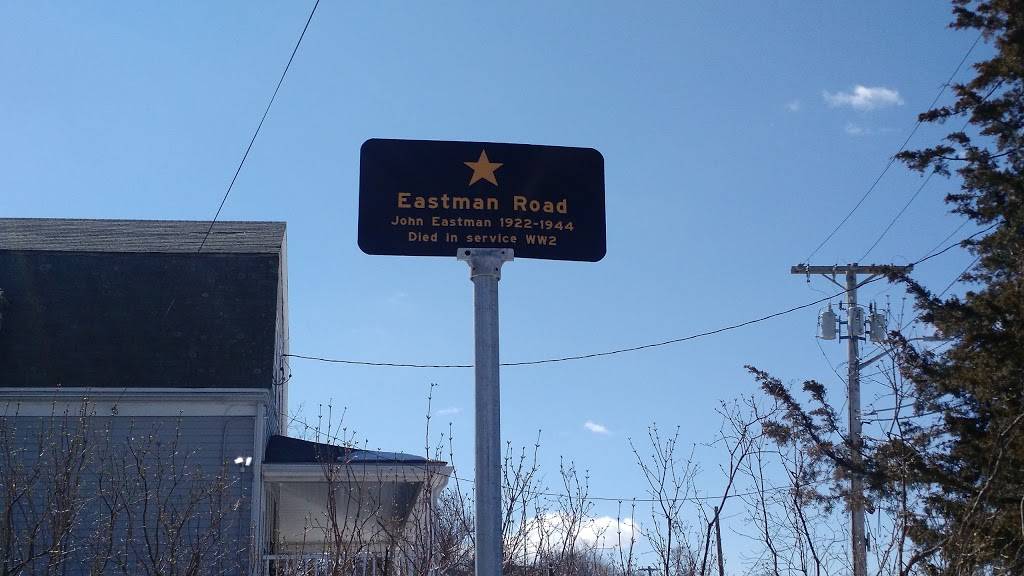 Eastman Road
John Eastman 1922-1944
Died in service WW2